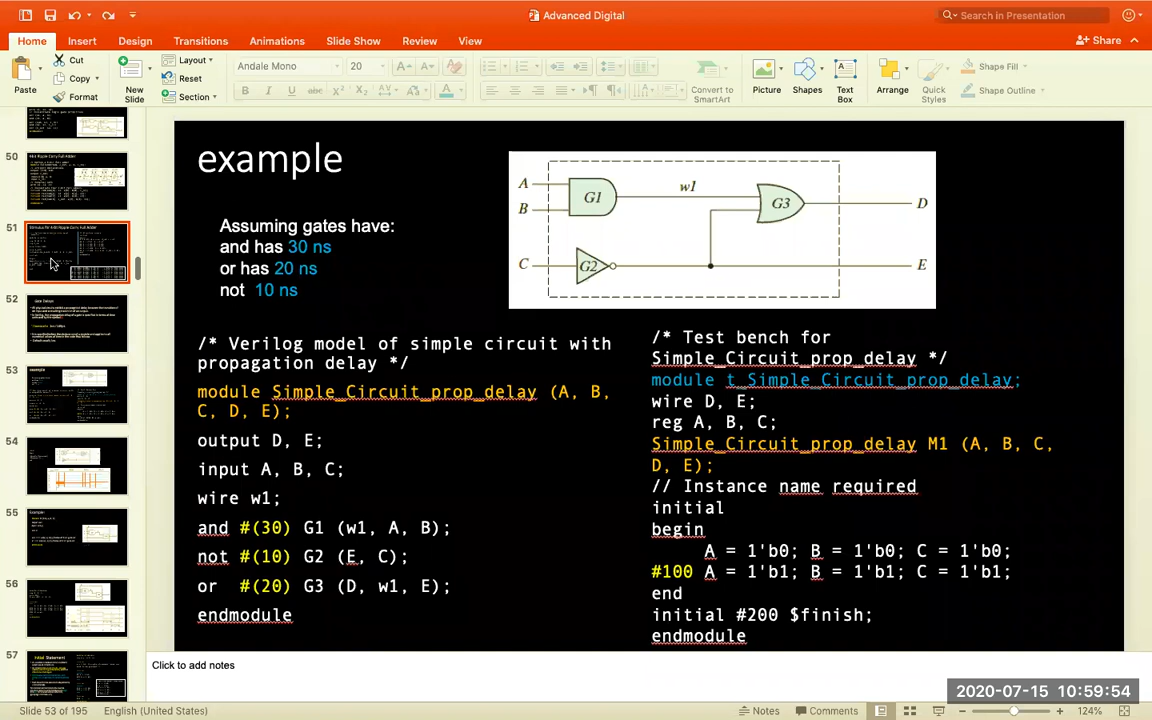 Advanced Digital
Search in Presentation
Home Insert Design Transitions Animations Slide Show Review View
Share
Paste
Cut
Copy
Format
New
Slide
Layout
Reset
Section
Andale Mono 20
Convert to
SmartArt
Picture
Shapes
Text
Box
Arrange
Quick
Styles
Shape Fill
Shape Outline
50
51
52
53
54
55
56
57
example
Assuming gates have:
and has 30 ns
or has 20 ns
not 10 ns
A
B
C
G1
G2
w1
G3
D
E
/* Verilog model of simple circuit with
propagation delay */
module Simple_Circuit_prop_delay (A, B,
C, D, E);
output D, E;
input A, B, C;
wire w1;
and #(30) G1 (w1, A, B);
not #(10) G2 (E, C);
or #(20) G3 (D, w1, E);
endmodule
/* Test bench for
Simple_Circuit_prop_delay */
module t_Simple_Circuit_prop_delay;
wire D, E;
reg A, B, C;
Simple_Circuit_prop_delay M1 (A, B, C,
D, E);
// Instance name required
initial
begin
A = 1'b0; B = 1'b0; C = 1'b0;
#100 A = 1'b1; B = 1'b1; C = 1'b1;
end
initial #200 $finish;
endmodule
Click to add notes
2020-07-15 10:59:54
Slide 53 of 195 English (United States)
Notes Comments 124%